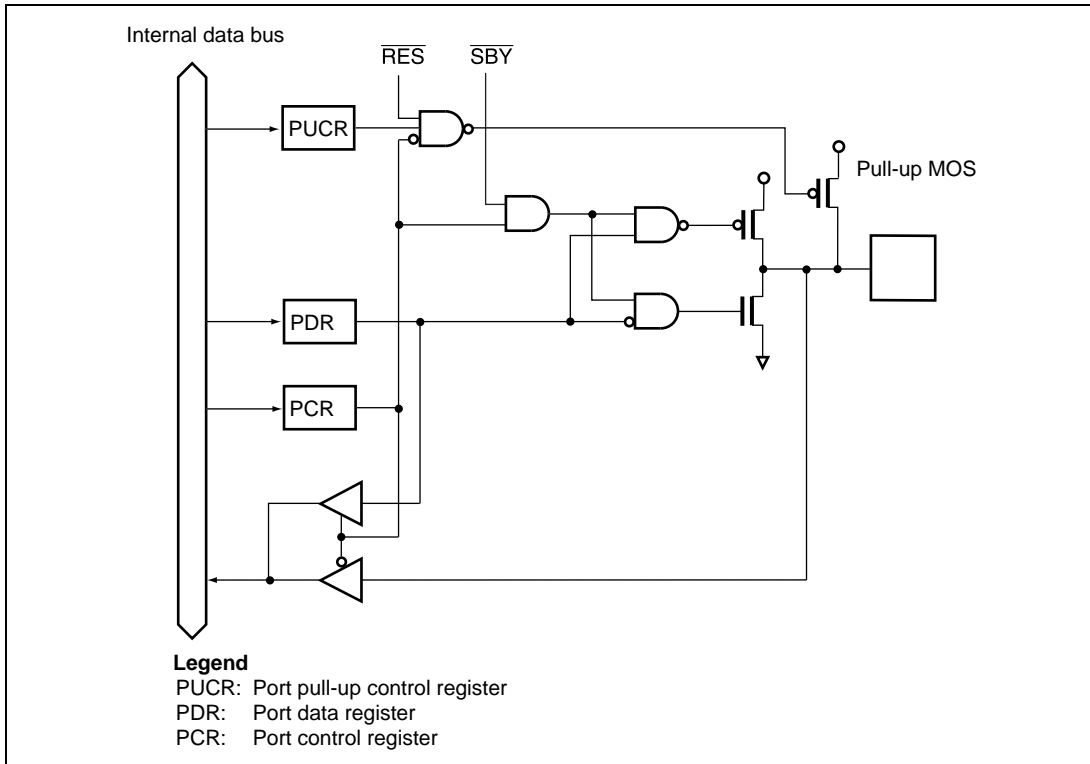 Internal data bus
RES
SBY
PUCR
Pull-up MOS
PDR
PCR
Legend
PUCR: Port pull-up control register
PDR: Port data register
PCR: Port control register